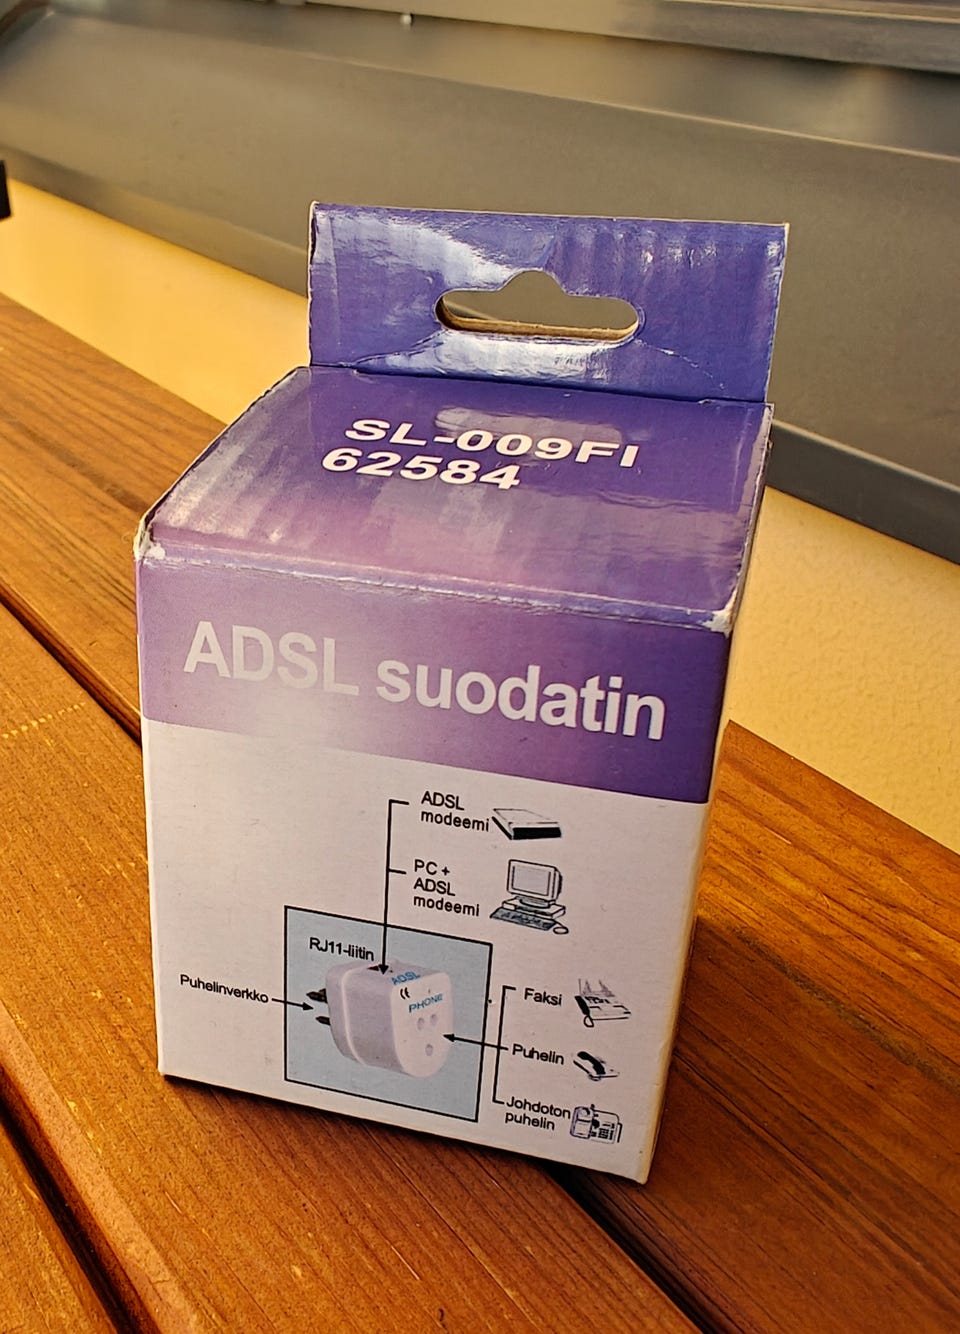 SL-009FI
62584
ADSL suodatin
ADSL
modeemi
PC +
ADSL
modeemi
RJ11-liitin
ADSL
CE
PHONE
Puhelinverkko
Faksi
Puhelin
Johdoton
puhelin